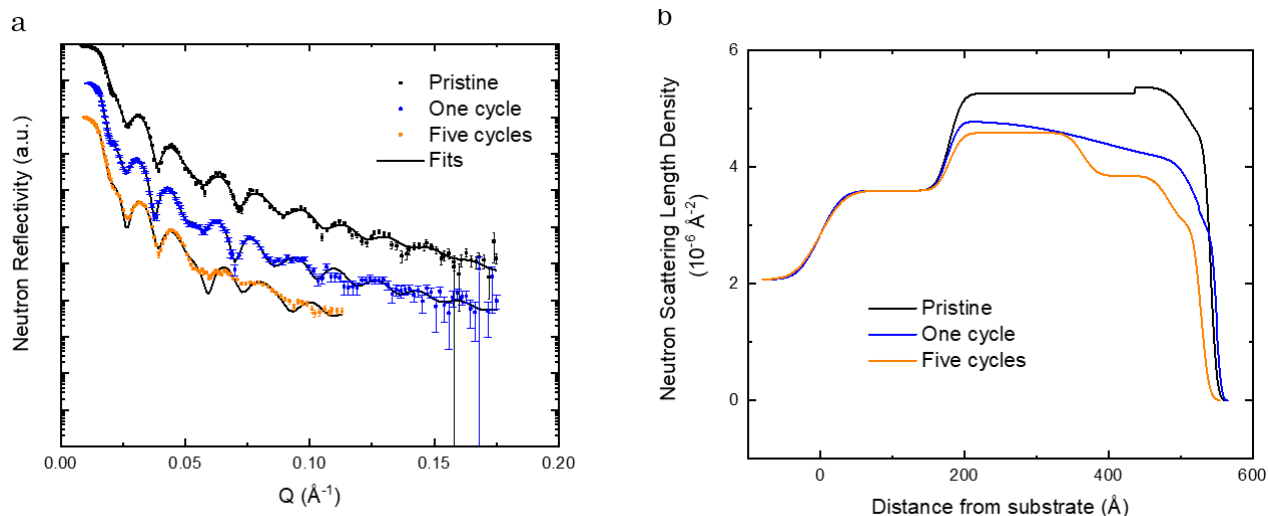 a
Neutron Reflectivity (a.u.)
Pristine
One cycle
Five cycles
Fits
0.00
0.05
0.10
0.15
0.20
Q (Å-1)
b
Neutron Scattering Length Density
(10-6 Å-2)
6
4
2
0
Pristine
One cycle
Five cycles
0
200
400
600
Distance from substrate (Å)